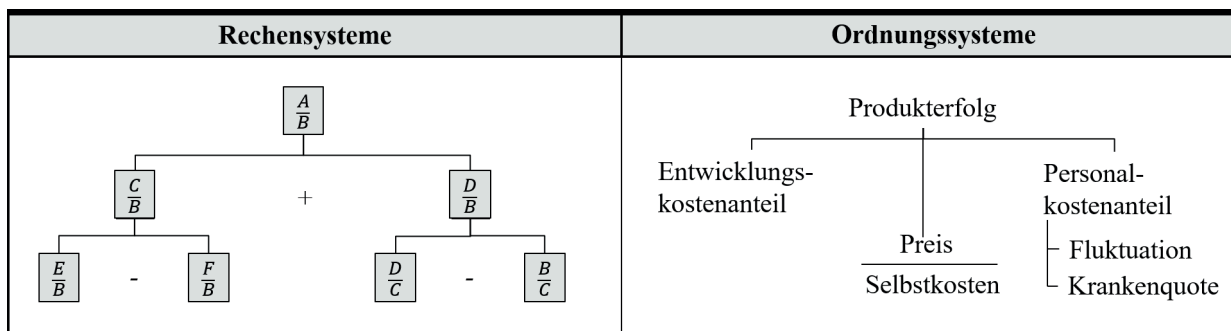 Rechensysteme
Ordnungssysteme
A/B
C/B + D/B
E/B - F/B D/C - B/C
Produkterfolg
Entwicklungs-
kostenanteil
Preis
Selbstkosten
Personal-
kostenanteil
Fluktuation
Krankenquote